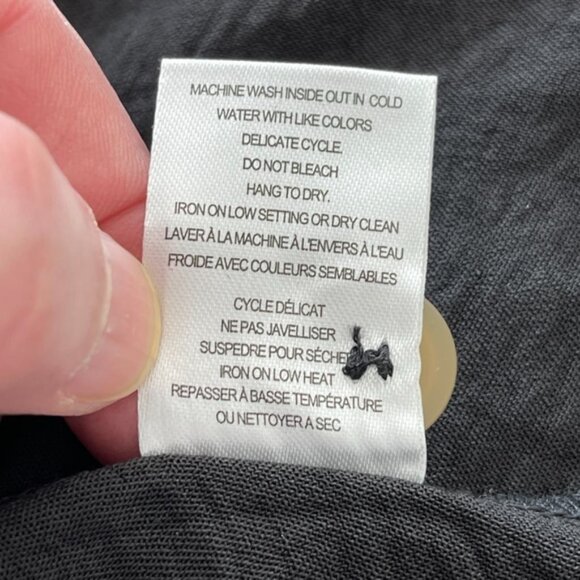 MACHINE WASH INSIDE OUT IN COLD
WATER WITH LIKE COLORS
DELICATE CYCLE.
DO NOT BLEACH
HANG TO DRY.
IRON ON LOW SETTING OR DRY CLEAN
LAVER À LA MACHINE À L'ENVERS À L'EAU
FROIDE AVEC COULEURS SEMBLABLES
CYCLE DÉLICAT
NE PAS JAVELLISER
SUSPEDRE POUR SÉCHE
IRON ON LOW HEAT
REPASSER À BASSE TEMPÉRATURE
OU NETTOYER A SEC